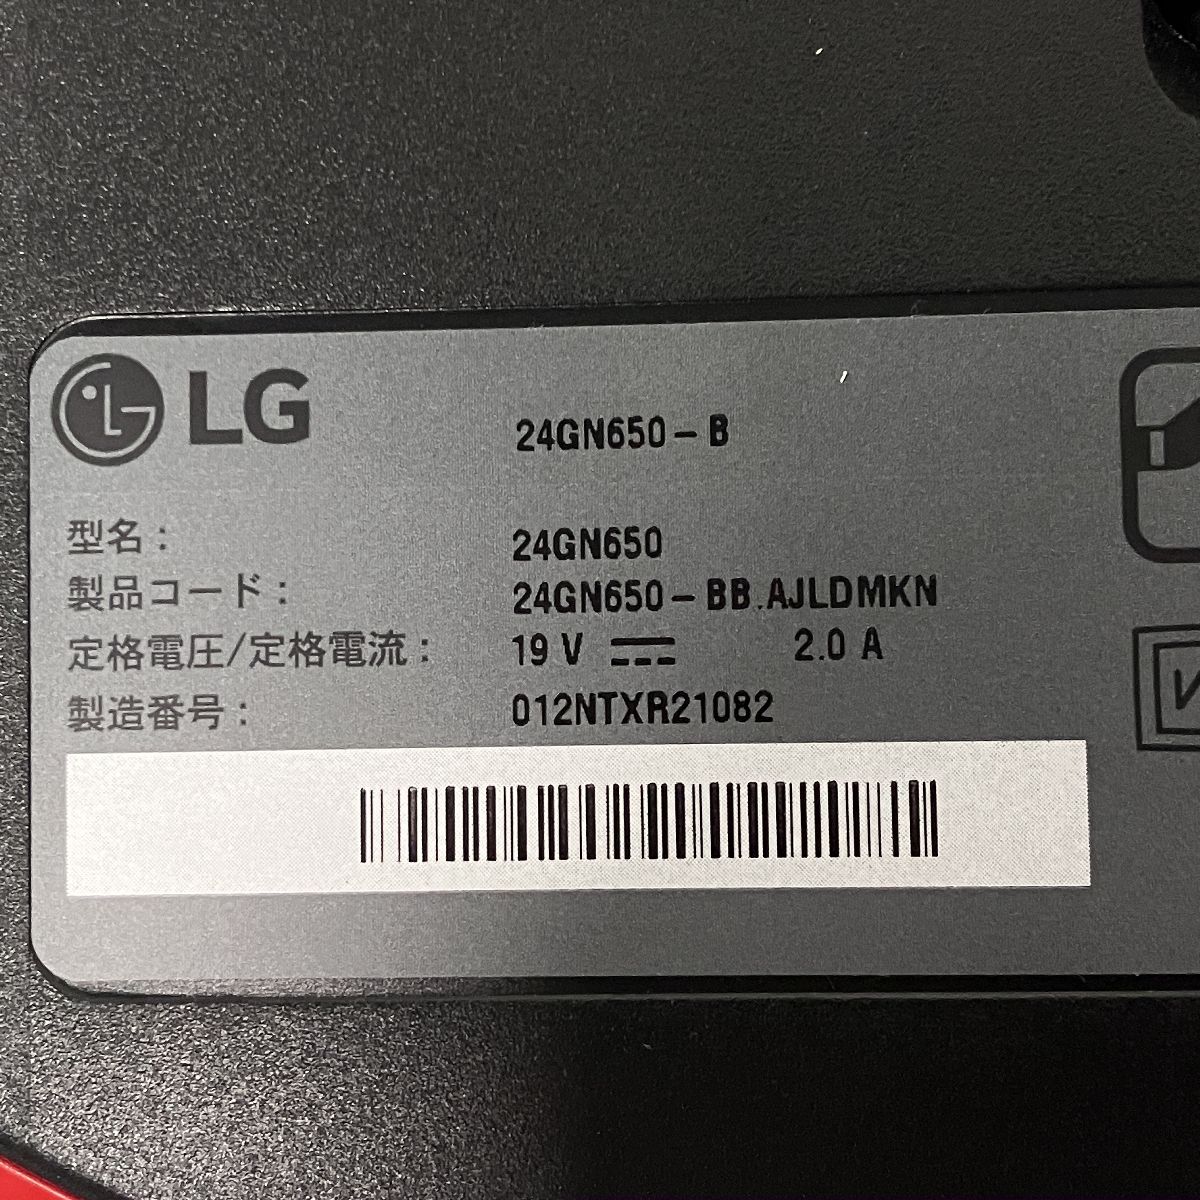 LG
24GN650-B
型名: 24GN650
製品コード: 24GN650-BB.AJLDMKN
定格電圧/定格電流: 19 V ⎓ 2.0 A
製造番号: 012NTXR21082